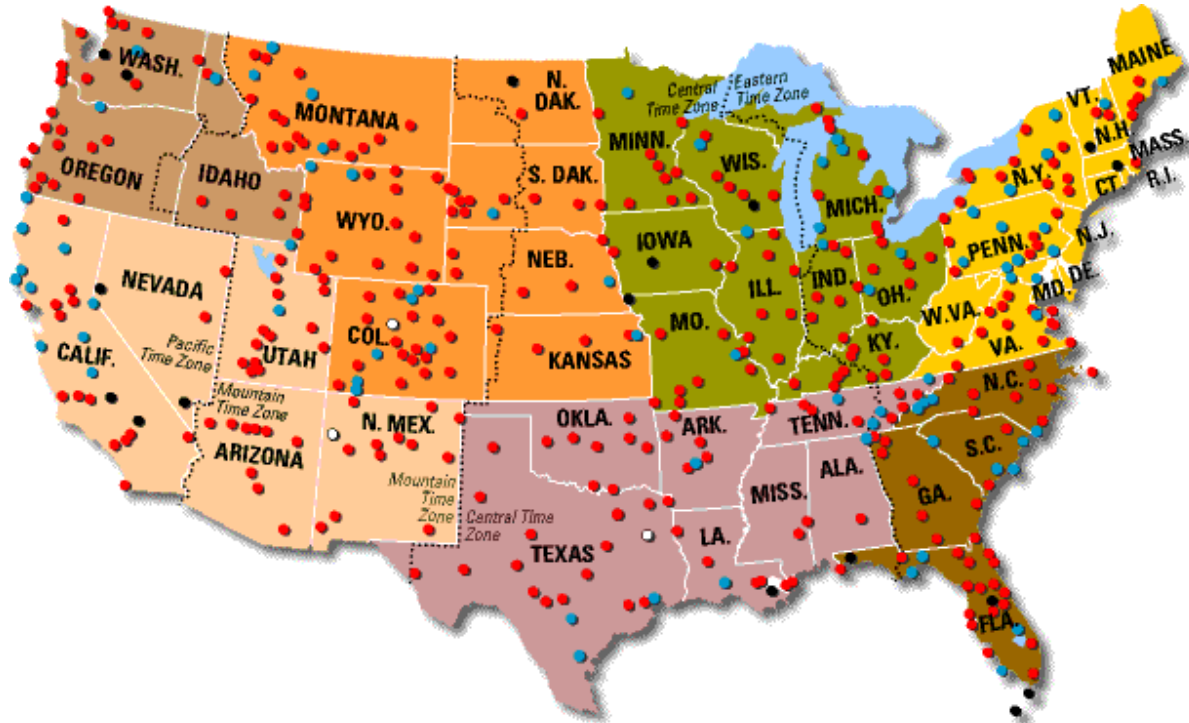 WASH.
OREGON
IDAHO
MONTANA
WYO.
N.
DAK.
S. DAK.
NEB.
KANSAS
COL.
UTAH
NEVADA
CALIF.
Pacific
Time Zone
Mountain
Time Zone
ARIZONA
N. MEX.
Mountain
Time
Zone
Central Time
Zone
OKLA.
TEXAS
MINN.
Central
Time Zone
Eastern
Time Zone
WIS.
MICH.
IOWA
ILL.
IND.
OH.
MO.
KY.
ARK.
TENN.
LA.
MISS.
ALA.
GA.
FLA.
S.C.
N.C.
VA.
W.VA.
MD.
DE.
N.J.
PENN.
N.Y.
CT.
R.I.
MASS.
N.H.
VT.
MAINE